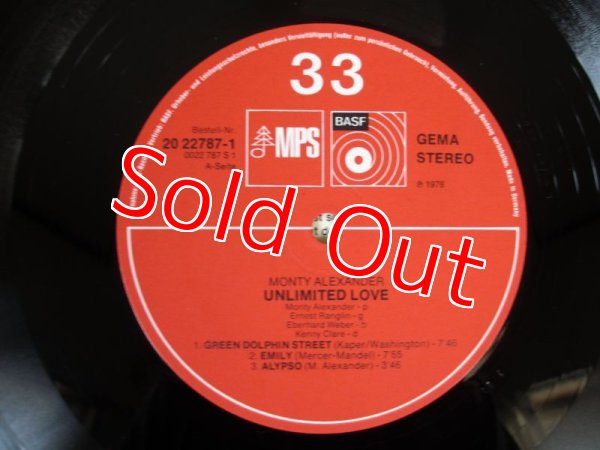 33
Bestell-Nr.
20 22787-1
0022 787 S 1
A-Seite
MPS
BASF
GEMA
STEREO
℗ 1976
Sold Out
MONTY ALEXANDER
UNLIMITED LOVE
Monty Alexander - p
Ernest Ranglin - g
Eberhard Weber - b
Kenny Clare - d
1. GREEN DOLPHIN STREET (Kaper/Washington) - 7'46
2. EMILY (Mercer-Mandel) - 7'55
3. ALYPSO (M. Alexander) - 3'46